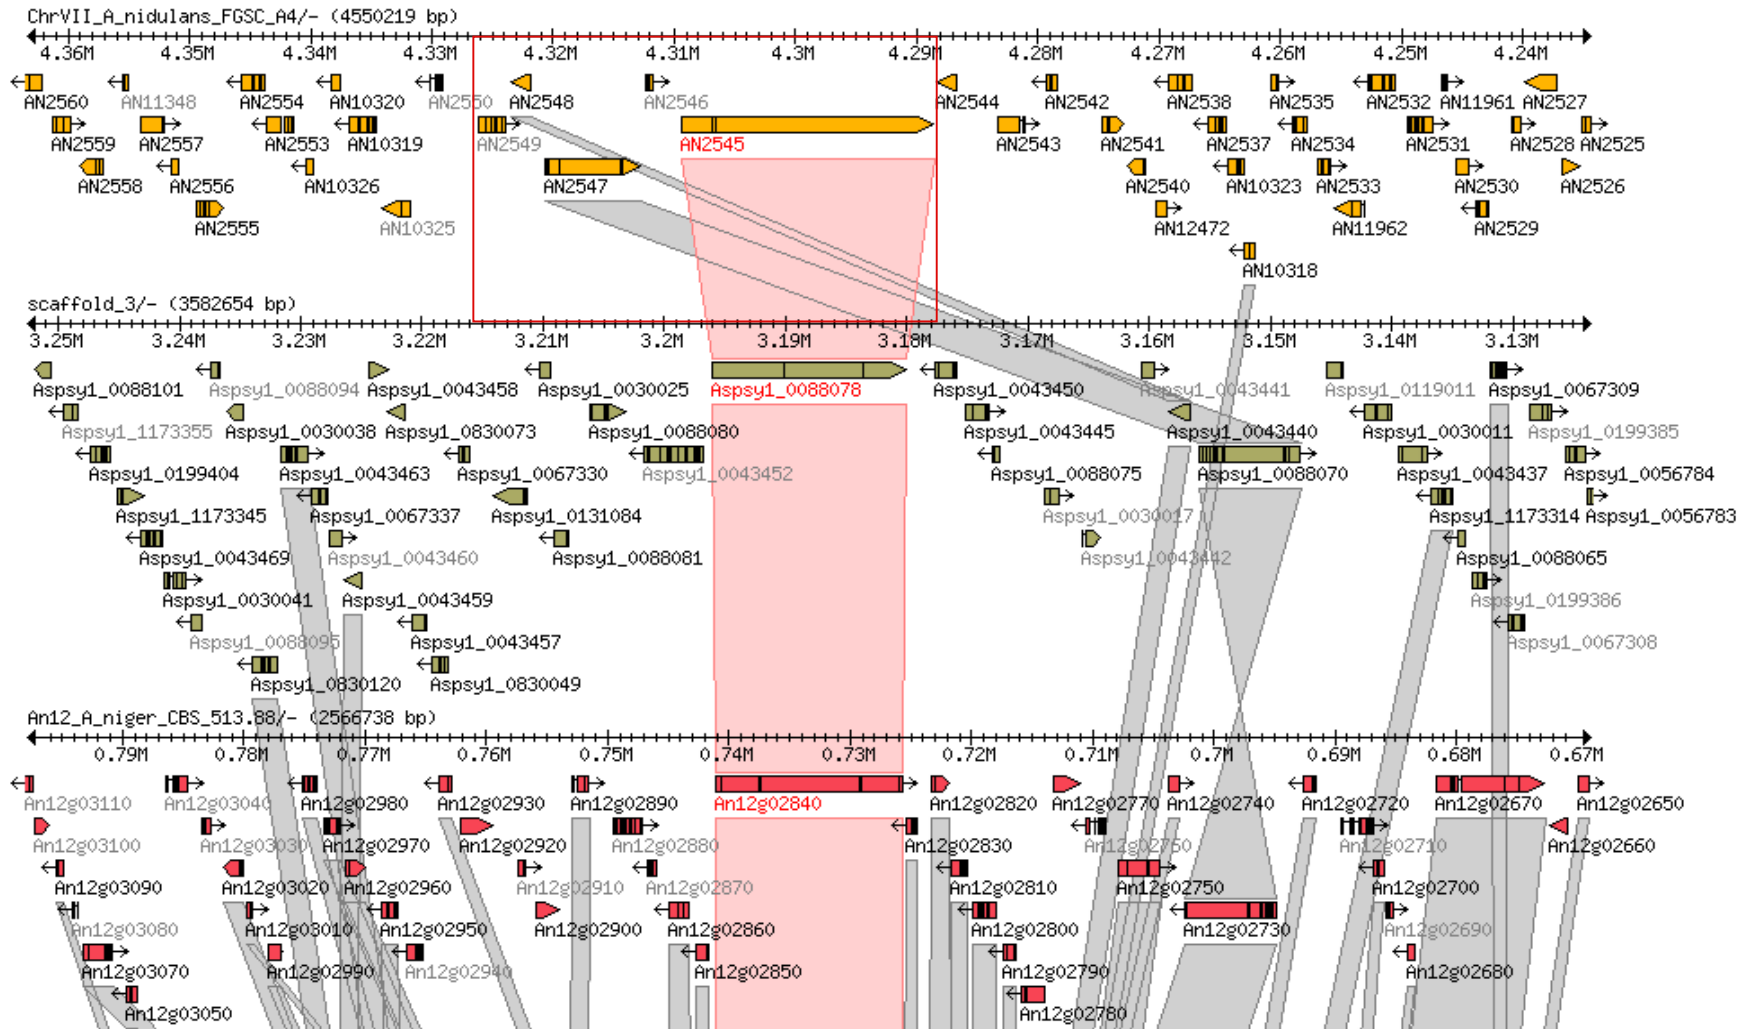 ChrVII_A_nidulans_FGSC_A4/- (4550219 bp)
4.36M 4.35M 4.34M 4.33M 4.32M 4.31M 4.3M 4.29M 4.28M 4.27M 4.26M 4.25M 4.24M
AN2560 AN11348 AN2554 AN10320 AN2550 AN2548 AN2546 AN2544 AN2542 AN2538 AN2535 AN2532 AN11961 AN2527
AN2559 AN2557 AN2553 AN10319 AN2549 AN2545 AN2543 AN2541 AN2537 AN2534 AN2531 AN2528 AN2525
AN2558 AN2556 AN10326 AN2547 AN2540 AN10323 AN2533 AN2530 AN2526
AN2555 AN10325 AN12472 AN11962 AN2529
AN10318
scaffold_3/- (3582654 bp)
3.25M 3.24M 3.23M 3.22M 3.21M 3.2M 3.19M 3.18M 3.17M 3.16M 3.15M 3.14M 3.13M
Aspsy1_0088101 Aspsy1_0088094 Aspsy1_0043458 Aspsy1_0030025 Aspsy1_0088078 Aspsy1_0043450 Aspsy1_0043441 Aspsy1_0119011 Aspsy1_0067309
Aspsy1_1173355 Aspsy1_0030038 Aspsy1_0830073 Aspsy1_0088080 Aspsy1_0043445 Aspsy1_0043440 Aspsy1_0030011 Aspsy1_0199385
Aspsy1_0199404 Aspsy1_0043463 Aspsy1_0067330 Aspsy1_0043452 Aspsy1_0088075 Aspsy1_0088070 Aspsy1_0043437 Aspsy1_0056784
Aspsy1_1173345 Aspsy1_0067337 Aspsy1_0131084 Aspsy1_0030017 Aspsy1_1173314 Aspsy1_0056783
Aspsy1_0043469 Aspsy1_0043460 Aspsy1_0088081 Aspsy1_0043442 Aspsy1_0088065
Aspsy1_0030041 Aspsy1_0043459 Aspsy1_0199386
Aspsy1_0088095 Aspsy1_0043457 Aspsy1_0067308
Aspsy1_0830120 Aspsy1_0830049
An12_A_niger_CBS_513.88/- (2566738 bp)
0.79M 0.78M 0.77M 0.76M 0.75M 0.74M 0.73M 0.72M 0.71M 0.7M 0.69M 0.68M 0.67M
An12g03110 An12g03040 An12g02980 An12g02930 An12g02890 An12g02840 An12g02820 An12g02770 An12g02740 An12g02720 An12g02670 An12g02650
An12g03100 An12g03030 An12g02970 An12g02920 An12g02880 An12g02830 An12g02760 An12g02710 An12g02660
An12g03090 An12g03020 An12g02960 An12g02910 An12g02870 An12g02810 An12g02750 An12g02700
An12g03080 An12g03010 An12g02950 An12g02900 An12g02860 An12g02800 An12g02730 An12g02690
An12g03070 An12g02990 An12g02940 An12g02850 An12g02790 An12g02680
An12g03050 An12g02780